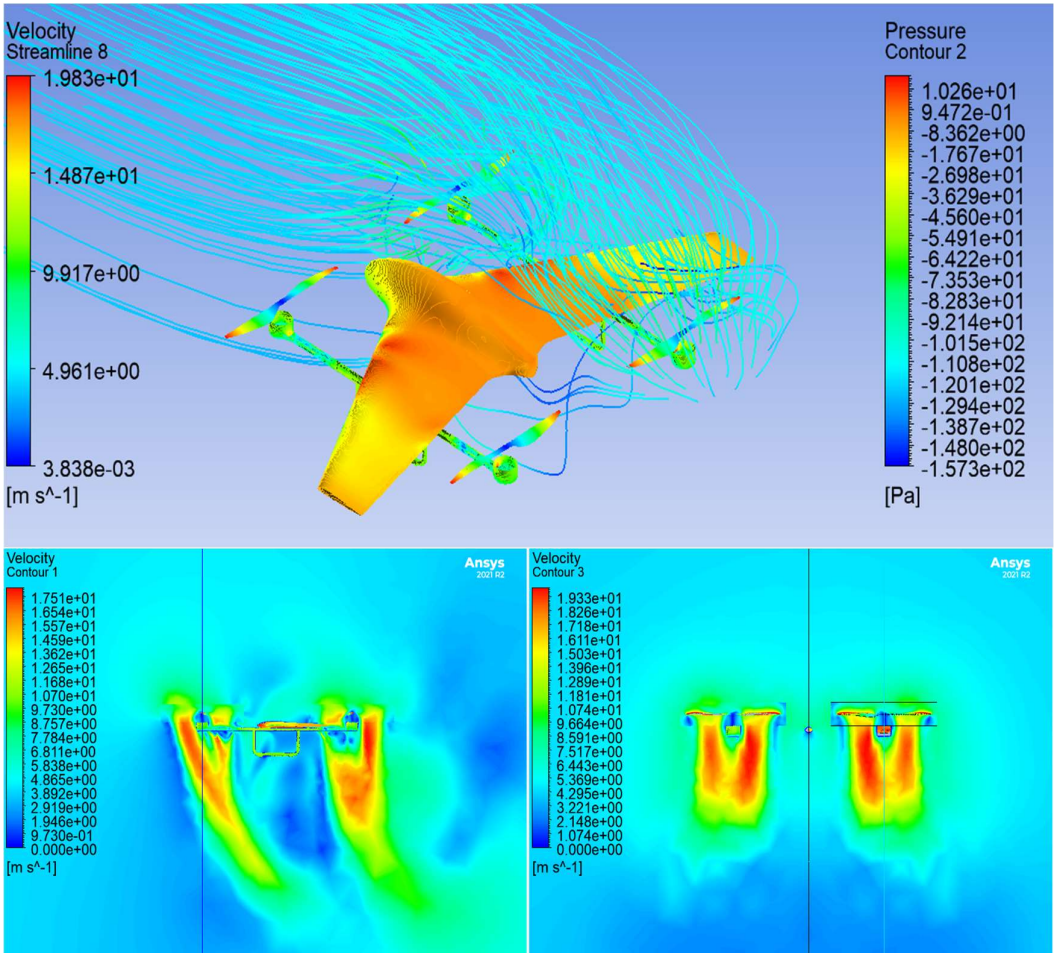 Velocity
Streamline 8
1.983e+01
1.487e+01
9.917e+00
4.961e+00
3.838e-03
[m s^-1]
Pressure
Contour 2
1.026e+01
9.472e-01
-8.362e+00
-1.767e+01
-2.698e+01
-3.629e+01
-4.560e+01
-5.491e+01
-6.422e+01
-7.353e+01
-8.283e+01
-9.214e+01
-1.015e+02
-1.108e+02
-1.201e+02
-1.294e+02
-1.387e+02
-1.480e+02
-1.573e+02
[Pa]
Velocity
Contour 1
1.751e+01
1.654e+01
1.557e+01
1.459e+01
1.362e+01
1.265e+01
1.168e+01
1.070e+01
9.730e+00
8.757e+00
7.784e+00
6.811e+00
5.838e+00
4.865e+00
3.892e+00
2.919e+00
1.946e+00
9.730e-01
0.000e+00
[m s^-1]
Ansys
2021 R2
Velocity
Contour 3
1.933e+01
1.826e+01
1.718e+01
1.611e+01
1.503e+01
1.396e+01
1.289e+01
1.181e+01
1.074e+01
9.664e+00
8.591e+00
7.517e+00
6.443e+00
5.369e+00
4.295e+00
3.221e+00
2.148e+00
1.074e+00
0.000e+00
[m s^-1]
Ansys
2021 R2